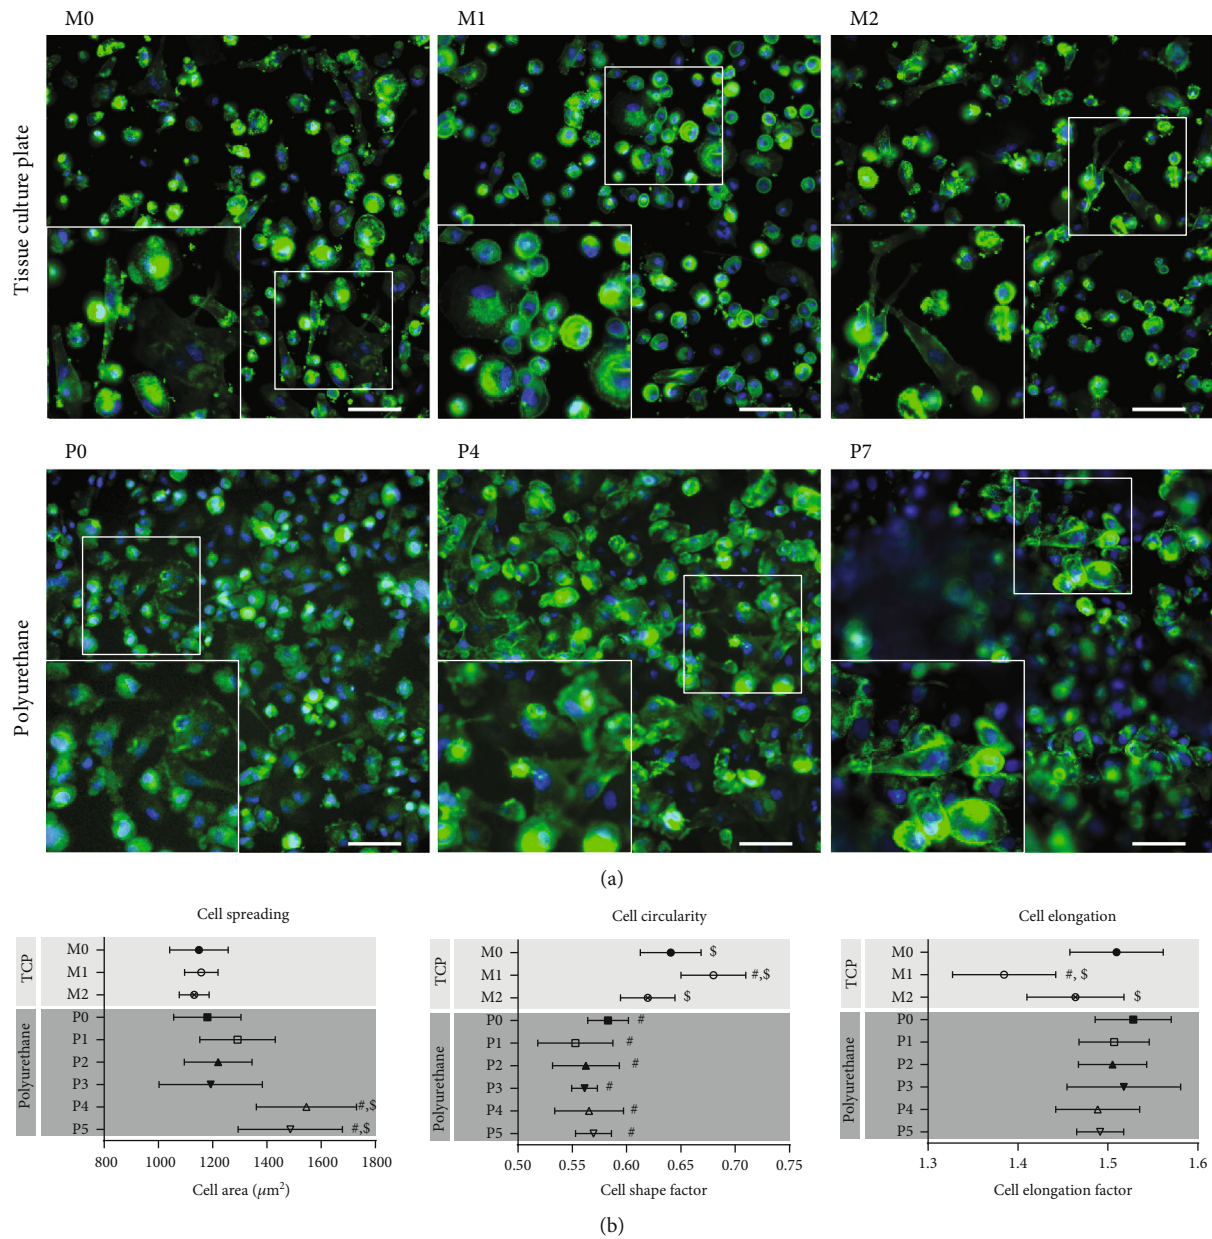 M0 M1 M2
Tissue culture plate
P0 P4 P7
Polyurethane
(a)
Cell spreading
TCP
M0
M1
M2
Polyurethane
P0
P1
P2
P3
P4 #,$
P5 #,$
800 1000 1200 1400 1600 1800
Cell area (μm²)
Cell circularity
TCP
M0 $
M1 #,$
M2 $
Polyurethane
P0 #
P1 #
P2 #
P3 #
P4 #
P5 #
0.50 0.55 0.60 0.65 0.70 0.75
Cell shape factor
Cell elongation
TCP
M0
M1 #, $
M2 $
Polyurethane
P0
P1
P2
P3
P4
P5
1.3 1.4 1.5 1.6
Cell elongation factor
(b)